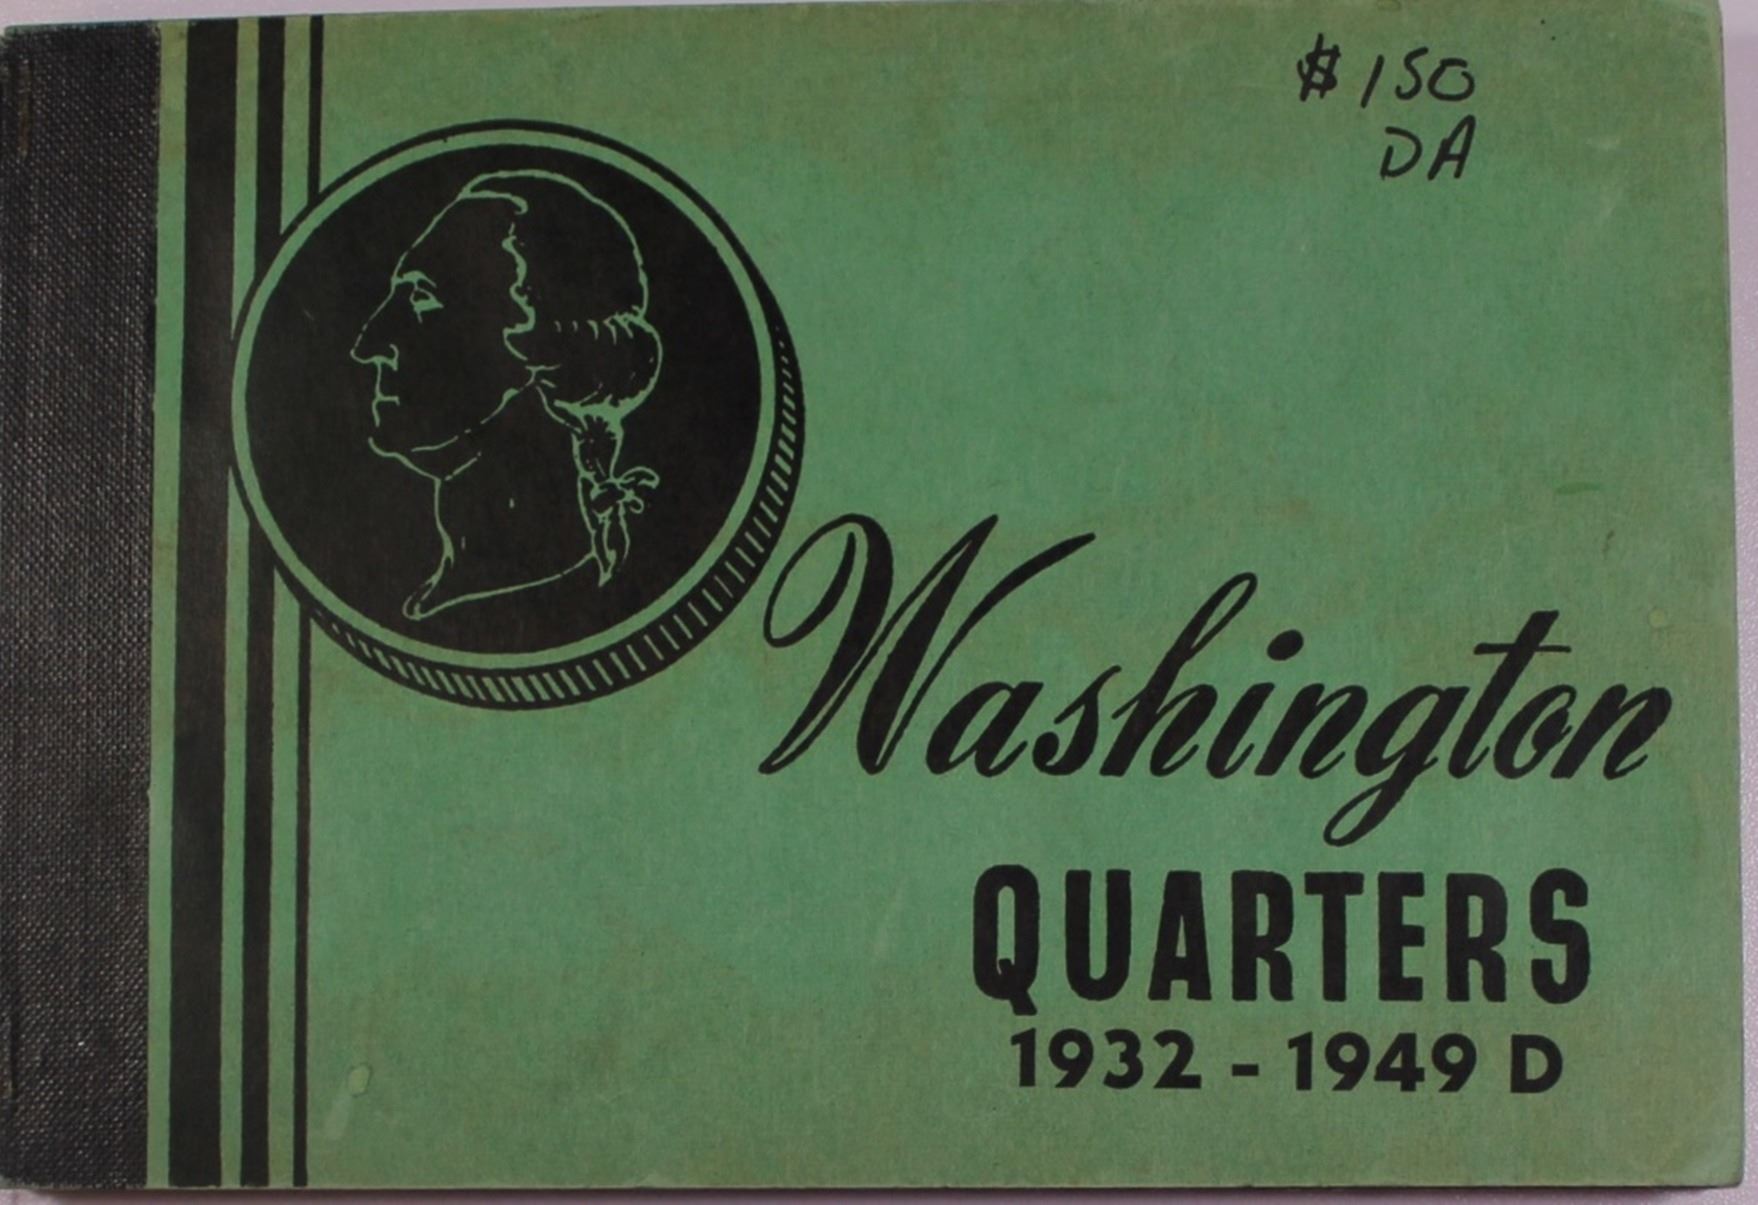 $150
DA
Washington
QUARTERS
1932 - 1949 D